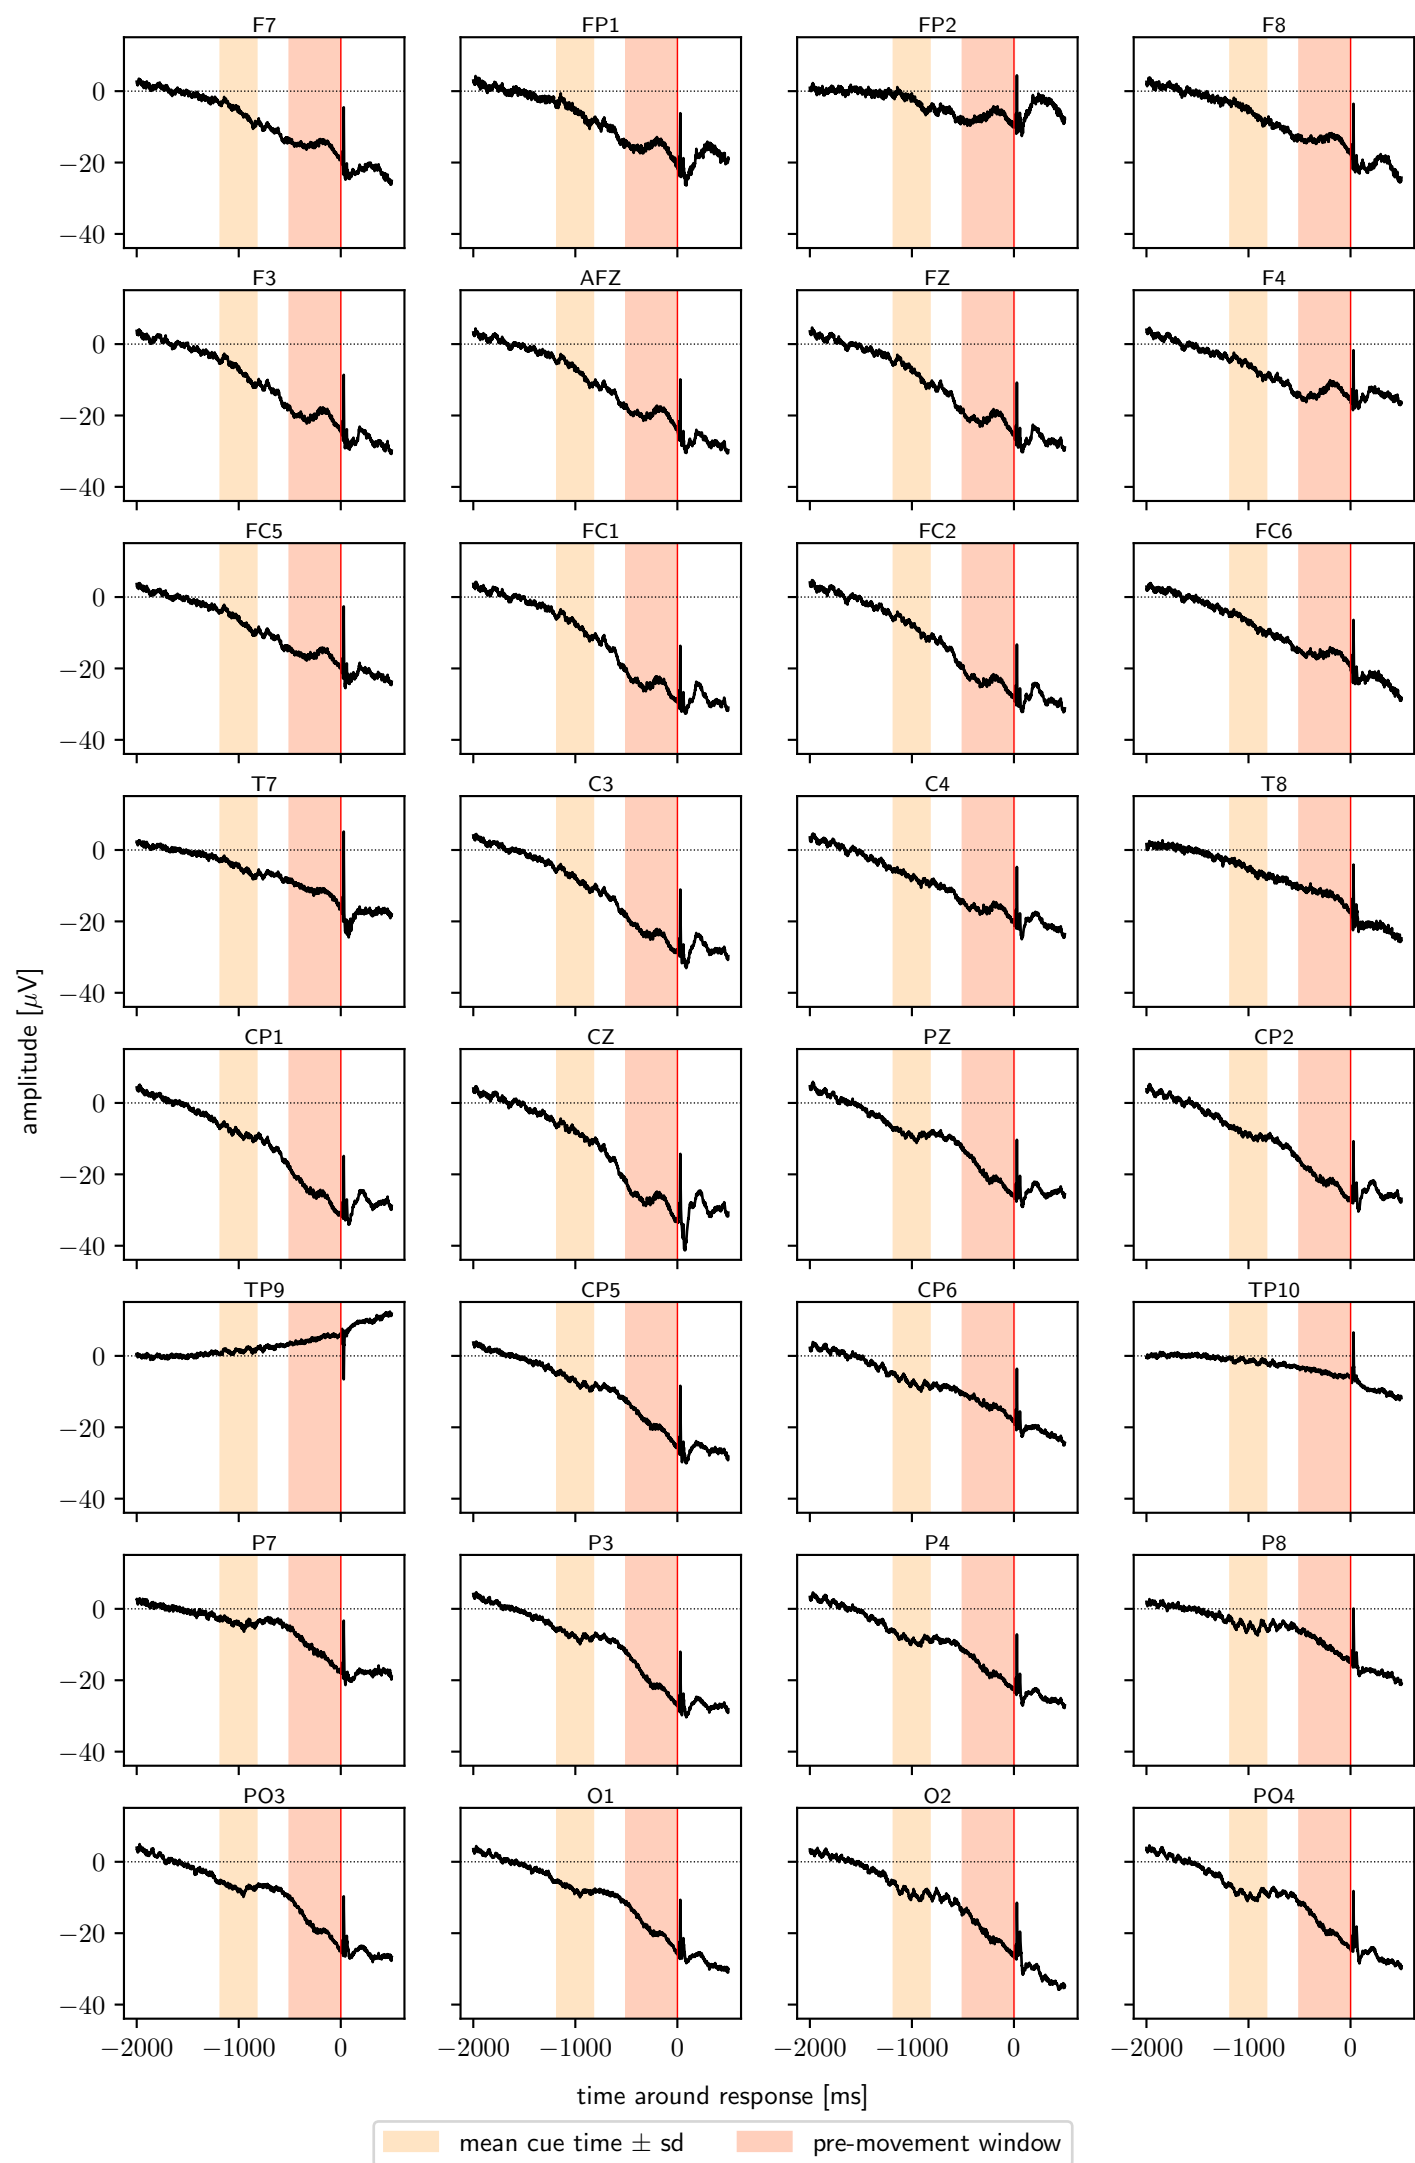 F7 FP1 FP2 F8
0
−20
−40
F3 AFZ FZ F4
0
−20
−40
FC5 FC1 FC2 FC6
0
−20
−40
T7 C3 C4 T8
0
−20
−40
amplitude [μV]
CP1 CZ PZ CP2
0
−20
−40
TP9 CP5 CP6 TP10
0
−20
−40
P7 P3 P4 P8
0
−20
−40
PO3 O1 O2 PO4
0
−20
−40
−2000 −1000 0 −2000 −1000 0 −2000 −1000 0 −2000 −1000 0
time around response [ms]
mean cue time ± sd pre-movement window